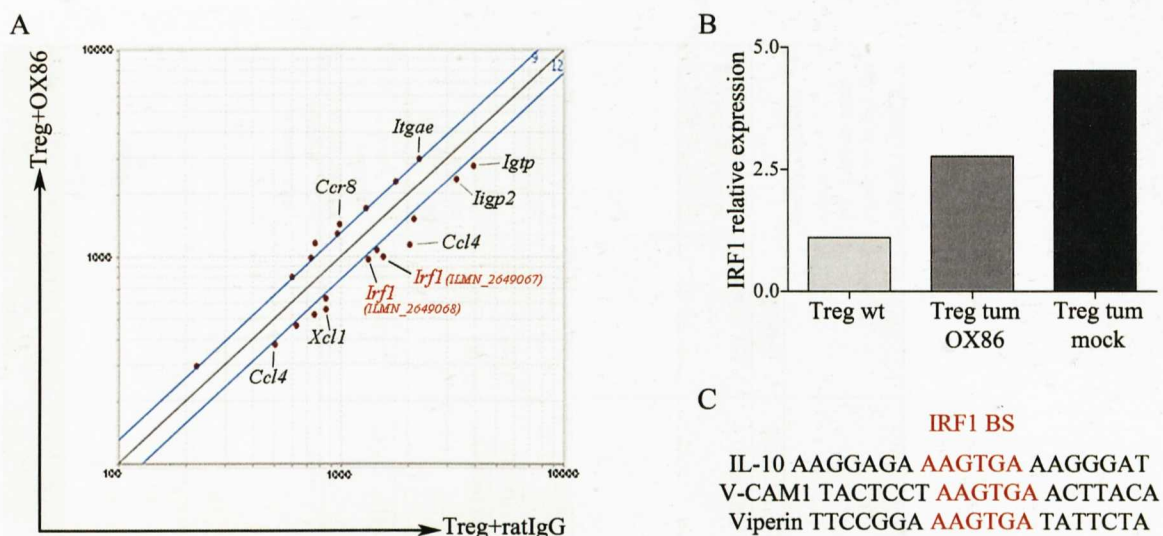 A
Treg+OX86
10000
1000
100
1000
10000
9
12
Itgae
Igtp
Ccr8
Iigp2
Ccl4
Irf1 (ILMN_2649067)
Irf1
(ILMN_2649068)
Xcl1
Ccl4
Treg+ratIgG
B
IRF1 relative expression
5.0
2.5
0.0
Treg wt
Treg tum
OX86
Treg tum
mock
C
IRF1 BS
IL-10 AAGGAGA AAGTGA AAGGGAT
V-CAM1 TACTCCT AAGTGA ACTTACA
Viperin TTCCGGA AAGTGA TATTCTA